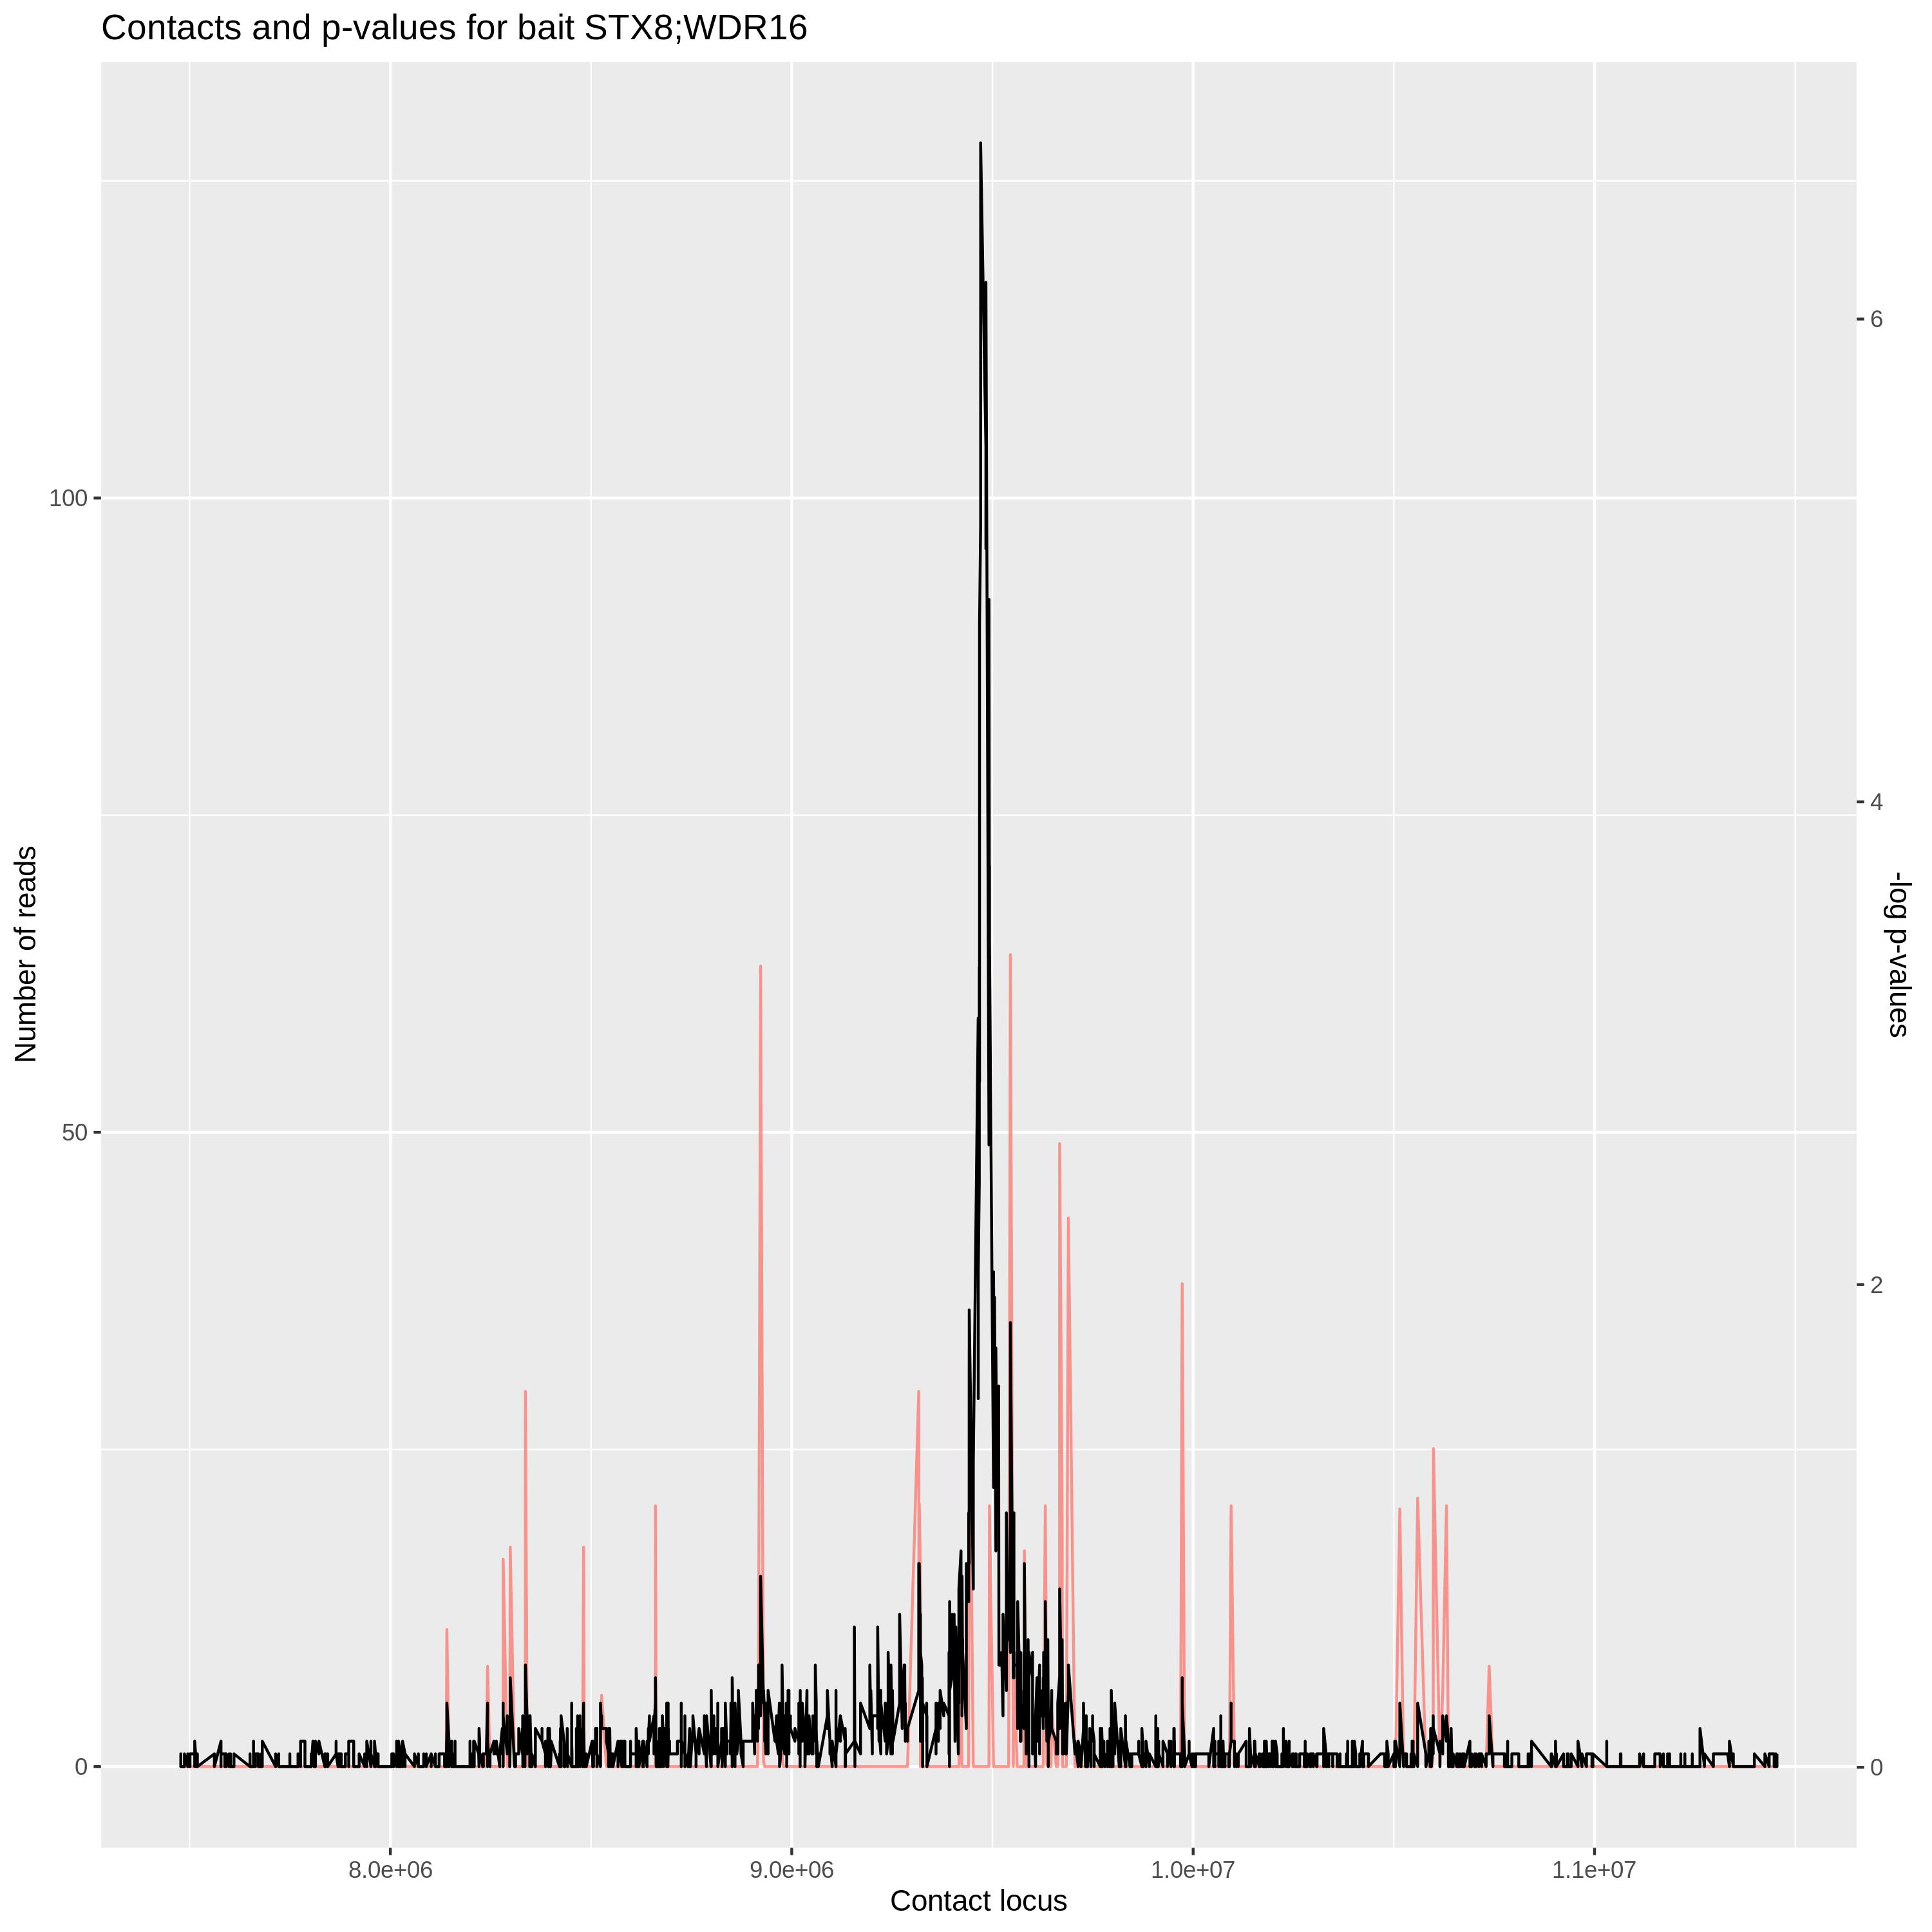 Contacts and p-values for bait STX8;WDR16
Number of reads
100
50
0
6
4
2
0
-log p-values
8.0e+06
9.0e+06
1.0e+07
1.1e+07
Contact locus